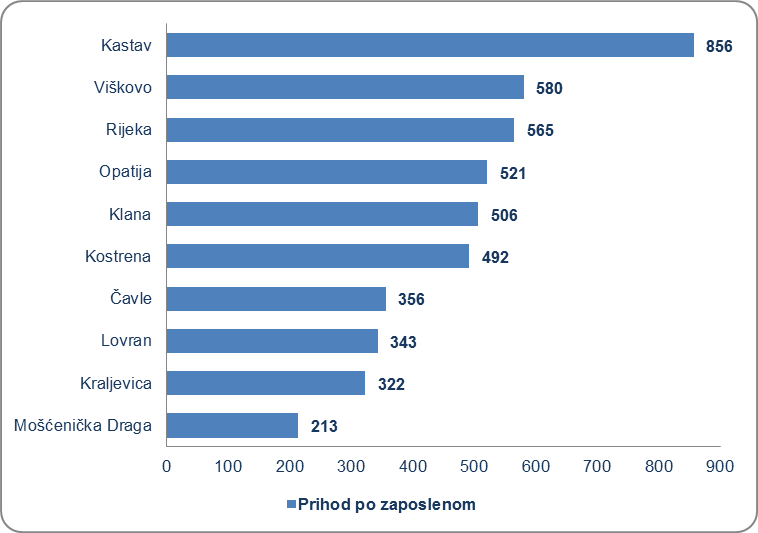 Kastav 856
Viškovo 580
Rijeka 565
Opatija 521
Klana 506
Kostrena 492
Čavle 356
Lovran 343
Kraljevica 322
Mošćenička Draga 213
0 100 200 300 400 500 600 700 800 900
Prihod po zaposlenom